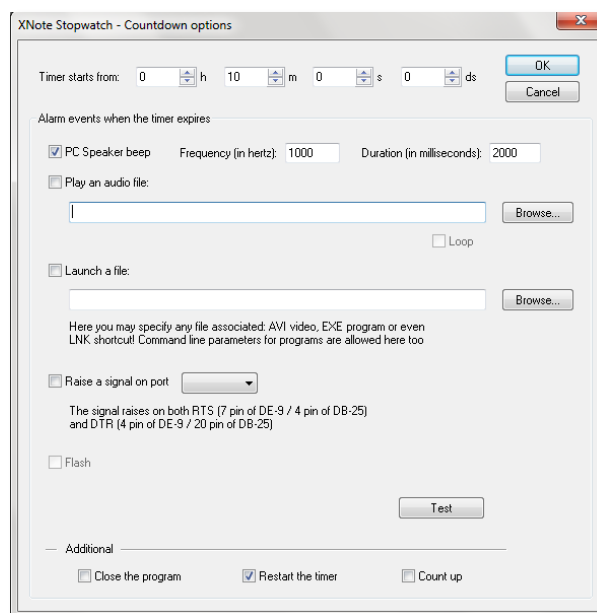 XNote Stopwatch - Countdown options
Timer starts from: 0 h 10 m 0 s 0 ds
OK
Cancel
Alarm events when the timer expires
PC Speaker beep Frequency (in hertz): 1000 Duration (in milliseconds): 2000
Play an audio file:
Browse...
Loop
Launch a file:
Browse...
Here you may specify any file associated: AVI video, EXE program or even
LNK shortcut! Command line parameters for programs are allowed here too
Raise a signal on port
The signal raises on both RTS (7 pin of DE-9 / 4 pin of DB-25)
and DTR (4 pin of DE-9 / 20 pin of DB-25)
Flash
Test
Additional
Close the program Restart the timer Count up